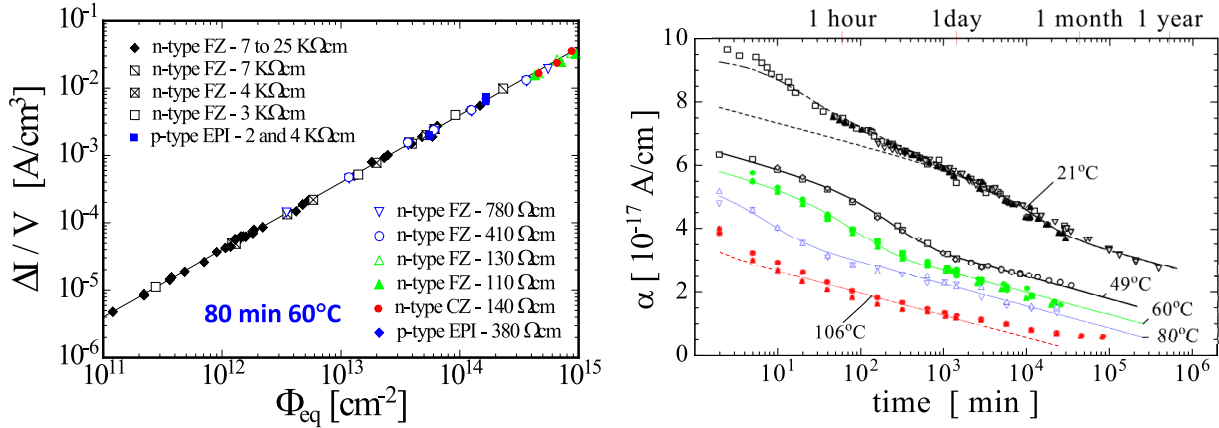 10⁻¹
10⁻²
10⁻³
10⁻⁴
10⁻⁵
10⁻⁶
ΔI / V [A/cm³]
n-type FZ - 7 to 25 KΩcm
n-type FZ - 7 KΩcm
n-type FZ - 4 KΩcm
n-type FZ - 3 KΩcm
p-type EPI - 2 and 4 KΩcm
n-type FZ - 780 Ωcm
n-type FZ - 410 Ωcm
n-type FZ - 130 Ωcm
n-type FZ - 110 Ωcm
n-type CZ - 140 Ωcm
p-type EPI - 380 Ωcm
80 min 60°C
10¹¹ 10¹² 10¹³ 10¹⁴ 10¹⁵
Φeq [cm⁻²]
1 hour 1day 1 month 1 year
10
8
6
4
2
0
α [ 10⁻¹⁷ A/cm ]
21°C
49°C
60°C
80°C
106°C
10¹ 10² 10³ 10⁴ 10⁵ 10⁶
time [ min ]